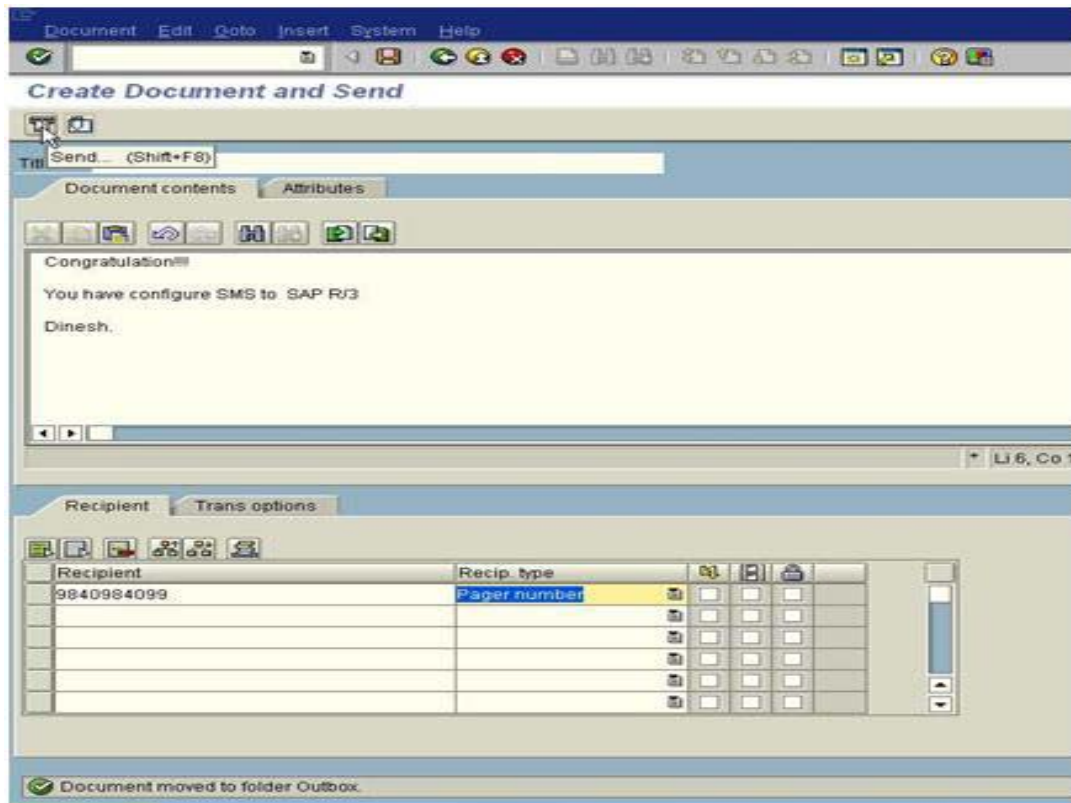 Document Edit Goto Insert System Help
Create Document and Send
Send... (Shift+F8)
Document contents Attributes
Congratulation!!!
You have configure SMS to SAP R/3
Dinesh.
* Li 6, Co 1
Recipient Trans options
Recipient Recip. type
9840984099 Pager number
Document moved to folder Outbox.